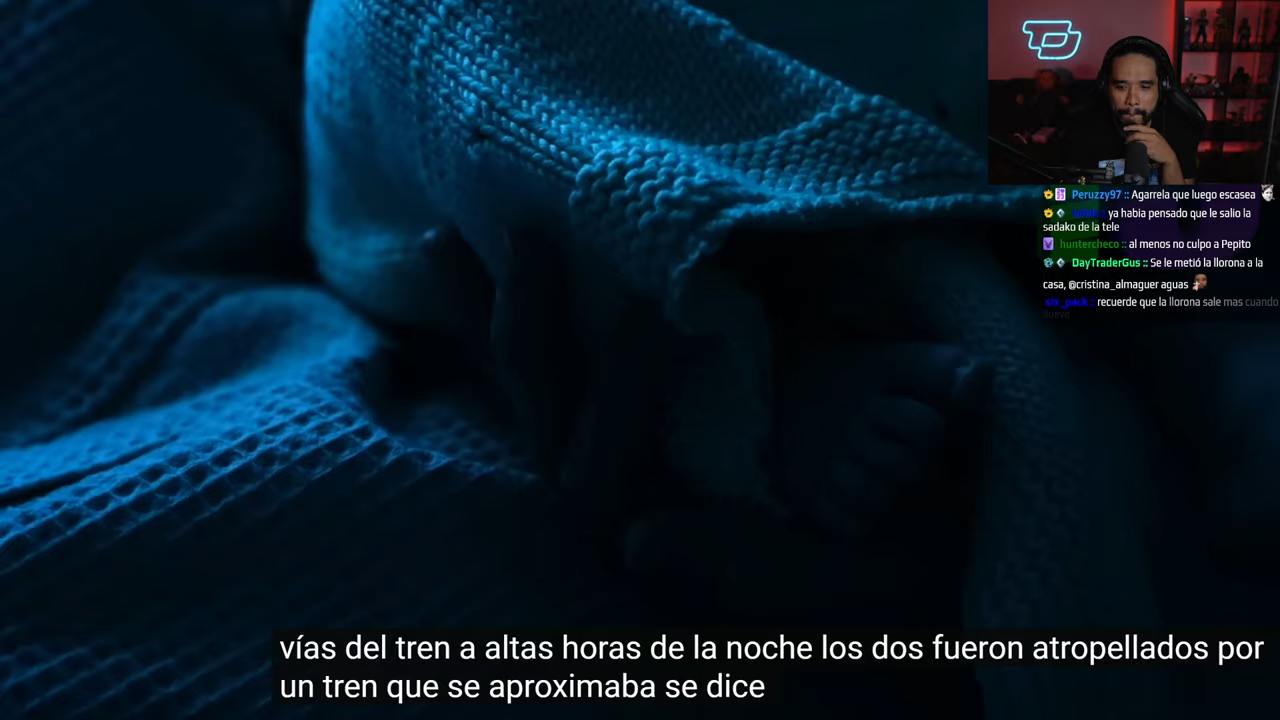 Peruzzy97 :: Agarrela que luego escasea
ya habia pensado que le salio la
sadako de la tele
huntercheco :: al menos no culpo a Pepito
DayTraderGus :: Se le metió la llorona a la
casa, @cristina_almaguer aguas
six_pack :: recuerde que la llorona sale mas cuando
llueve
vías del tren a altas horas de la noche los dos fueron atropellados por
un tren que se aproximaba se dice